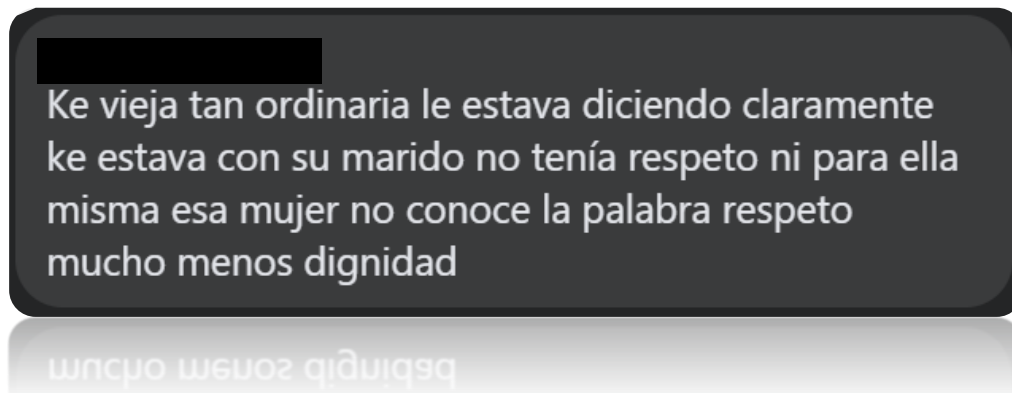 Ke vieja tan ordinaria le estava diciendo claramente
ke estava con su marido no tenía respeto ni para ella
misma esa mujer no conoce la palabra respeto
mucho menos dignidad